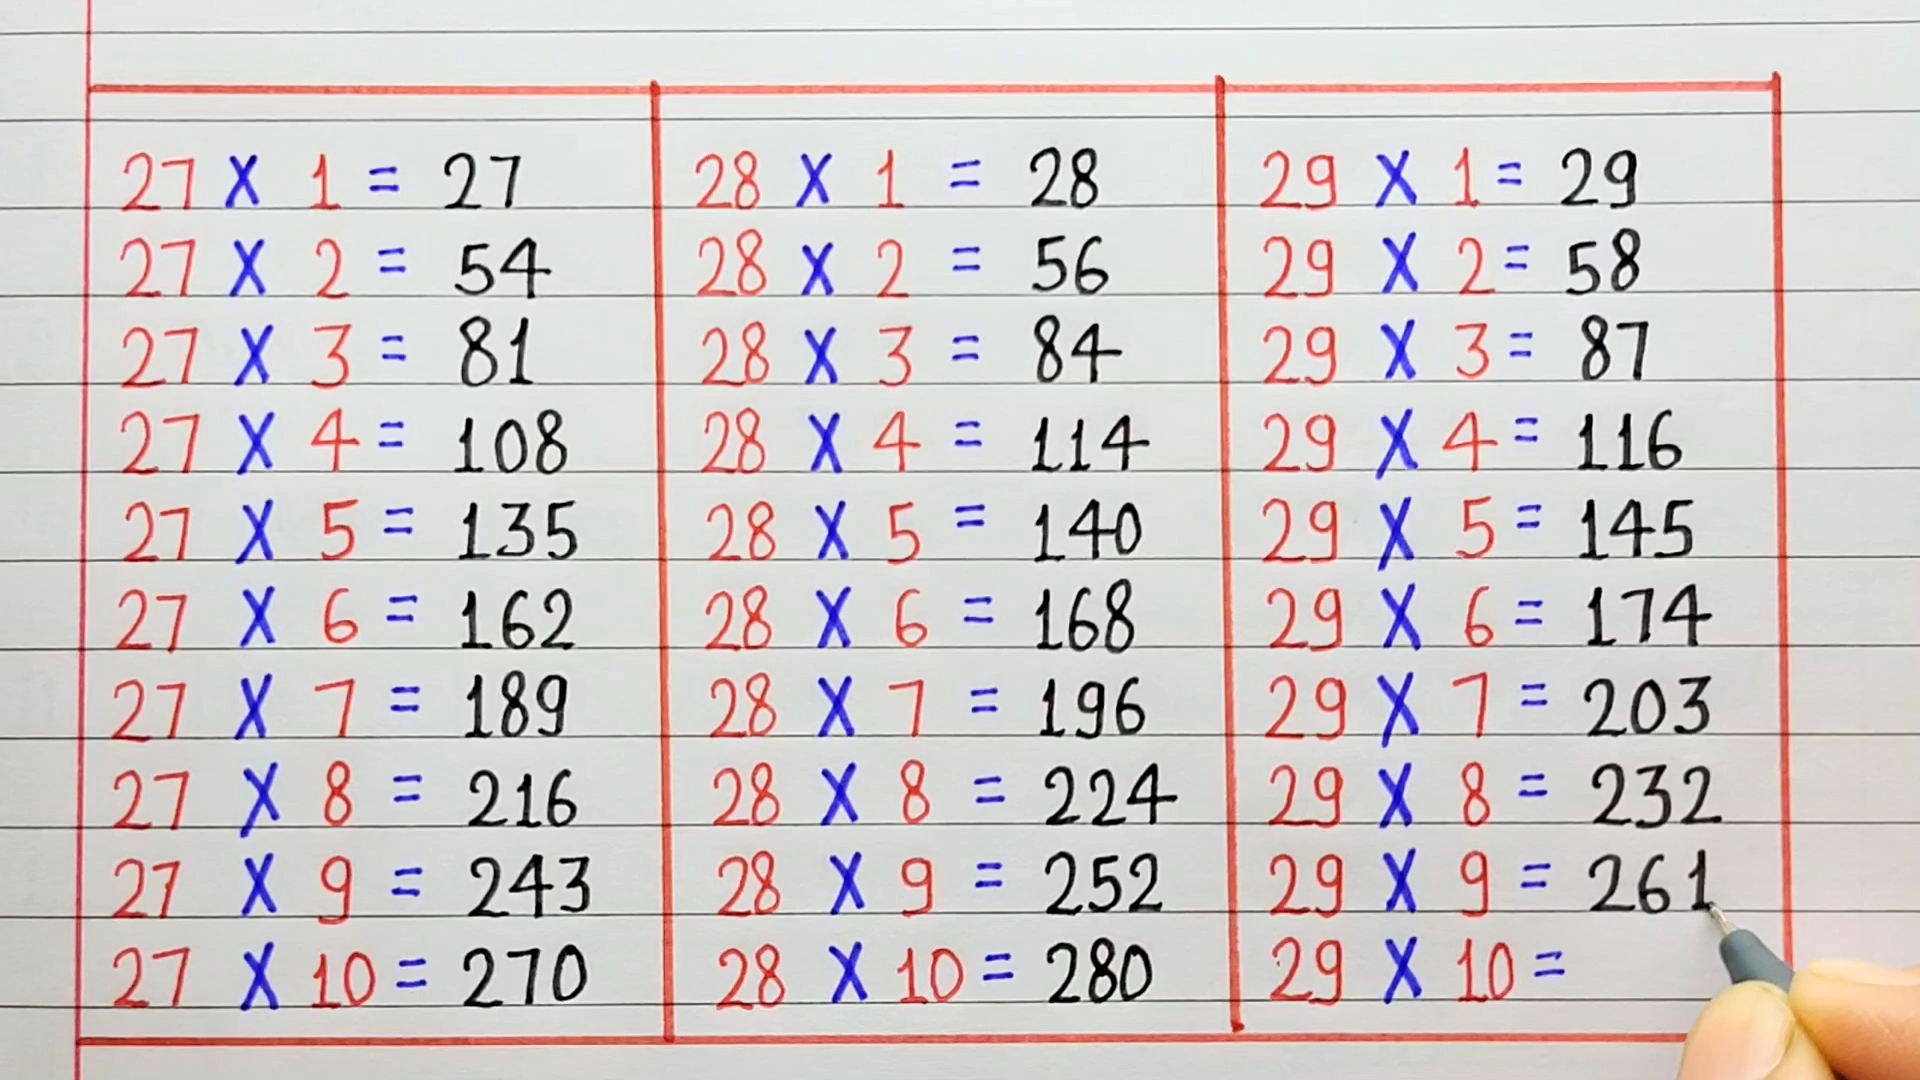 27 X 1 = 27
27 X 2 = 54
27 X 3 = 81
27 X 4 = 108
27 X 5 = 135
27 X 6 = 162
27 X 7 = 189
27 X 8 = 216
27 X 9 = 243
27 X 10 = 270
28 X 1 = 28
28 X 2 = 56
28 X 3 = 84
28 X 4 = 114
28 X 5 = 140
28 X 6 = 168
28 X 7 = 196
28 X 8 = 224
28 X 9 = 252
28 X 10 = 280
29 X 1 = 29
29 X 2 = 58
29 X 3 = 87
29 X 4 = 116
29 X 5 = 145
29 X 6 = 174
29 X 7 = 203
29 X 8 = 232
29 X 9 = 261
29 X 10 =